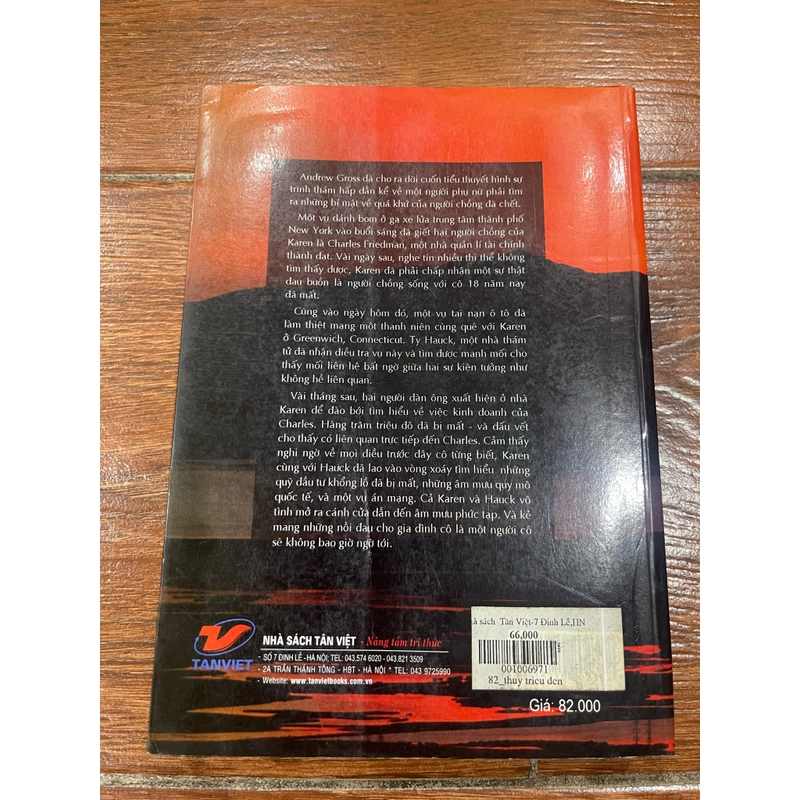 Andrew Gross đã cho ra đời cuốn tiểu thuyết hình sự
trinh thám hấp dẫn kể về một người phụ nữ phải tìm
ra những bí mật về quá khứ của người chồng đã chết.
Một vụ đánh bom ở ga xe lửa trung tâm thành phố
New York vào buổi sáng đã giết hại người chồng của
Karen là Charles Friedman, một nhà quản lí tài chính
thành đạt. Vài ngày sau, nghe tin nhiều thi thể không
tìm thấy được, Karen đã phải chấp nhận một sự thật
đau buồn là người chồng sống với cô 18 năm nay
đã mất.
Cũng vào ngày hôm đó, một vụ tai nạn ô tô đã
làm thiệt mạng một thanh niên cùng quê với Karen
ở Greenwich, Connecticut. Ty Hauck, một nhà thám
tử đã nhận điều tra vụ này và tìm được manh mối cho
thấy mối liên hệ bất ngờ giữa hai sự kiện tưởng như
không hề liên quan.
Vài tháng sau, hai người đàn ông xuất hiện ở nhà
Karen để đào bới tìm hiểu về việc kinh doanh của
Charles. Hàng trăm triệu đô đã bị mất - và dấu vết
cho thấy có liên quan trực tiếp đến Charles. Cảm thấy
nghi ngờ về mọi điều trước đây cô từng biết, Karen
cùng với Hauck đã lao vào vòng xoáy tìm hiểu những
quỹ đầu tư khổng lồ đã bị mất, những âm mưu quy mô
quốc tế, và một vụ án mạng. Cả Karen và Hauck vô
tình mở ra cánh cửa dẫn đến âm mưu phức tạp. Và kẻ
mang những nỗi đau cho gia đình cô là một người cô
sẽ không bao giờ ngờ tới.
TANVIET
NHÀ SÁCH TÂN VIỆT - Nâng tầm tri thức
- SỐ 7 ĐINH LỄ - HÀ NỘI; TEL: 043.574 6020 - 043.821 3509
- 2A TRẦN THÁNH TÔNG - HBT - HÀ NỘI * TEL: 043 9725990
- Website: www.tanvietbooks.com.vn
sách Tân Việt-7 Đinh Lễ,HN
66,000
001006971
82_thuy trieu den
Giá: 82.000